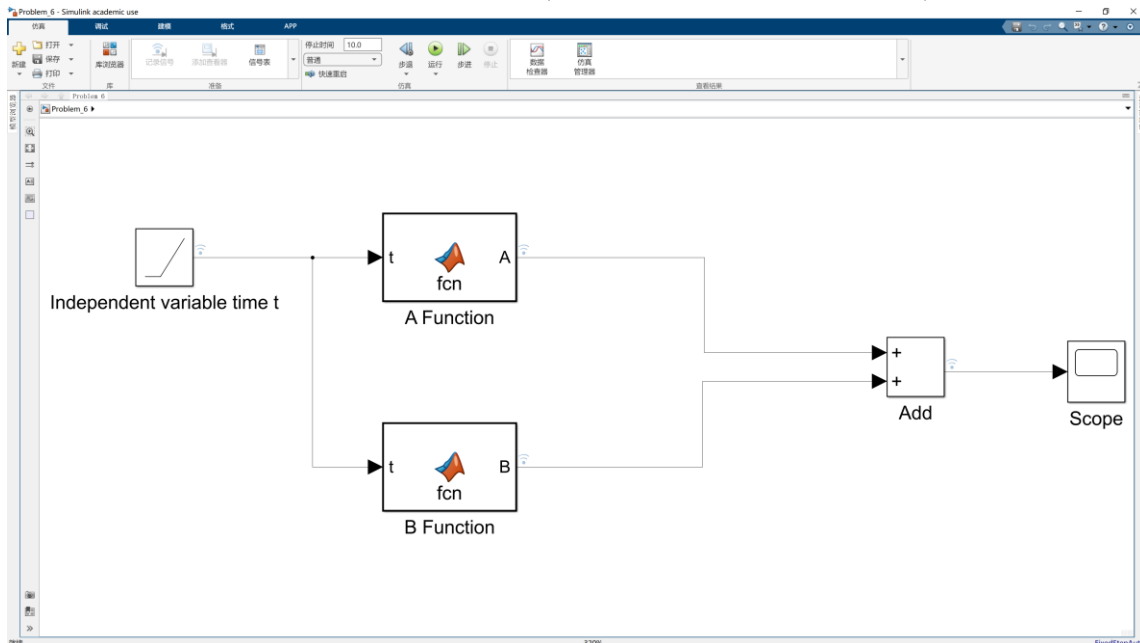 Problem_6 - Simulink academic use
仿真 调试 建模 格式 APP
新建 打开 保存 打印 库浏览器 记录信号 添加查看器 信号表 停止时间 10.0 普通 快速重启 步退 运行 步进 停止 数据检查器 仿真管理器
文件 库 准备 仿真 查看结果
Problem 6
Problem_6
Independent variable time t
t
fcn
A
A Function
t
fcn
B
B Function
+
+
Add
Scope
320%